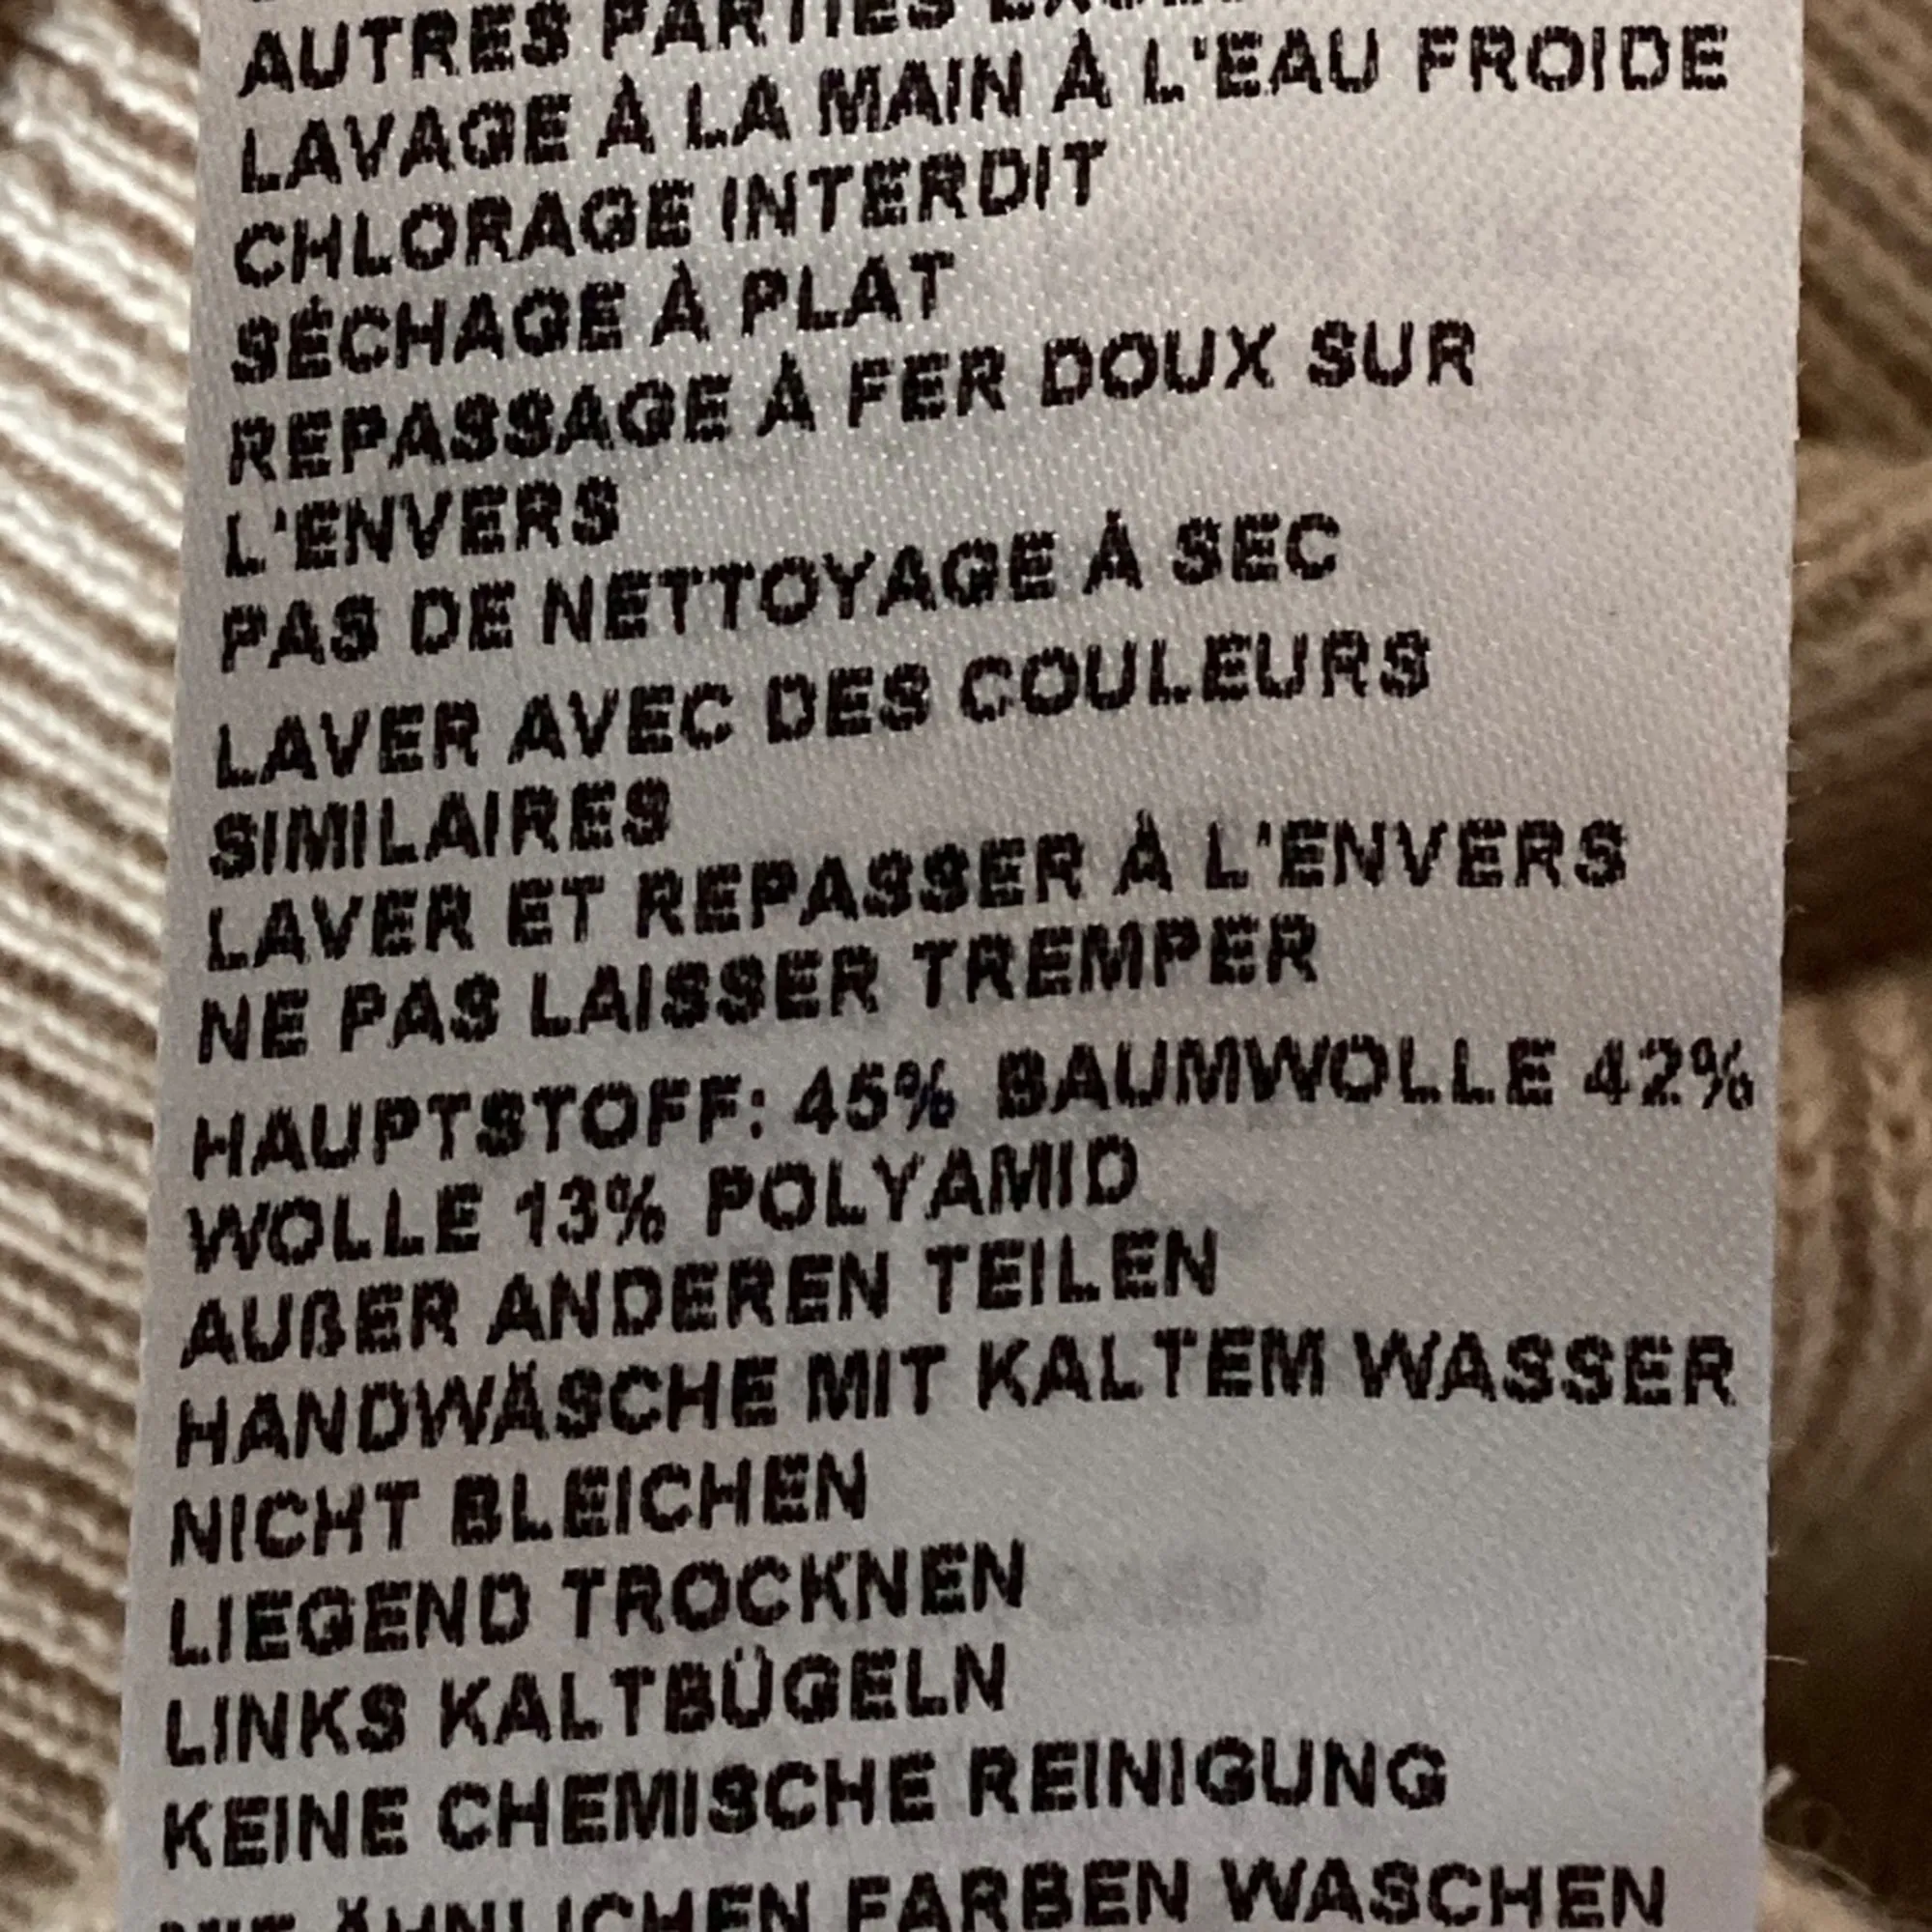 AUTRES PARTIES
LAVAGE À LA MAIN À L'EAU FROIDE
CHLORAGE INTERDIT
SÉCHAGE À PLAT
REPASSAGE À FER DOUX SUR
L'ENVERS
PAS DE NETTOYAGE À SEC
LAVER AVEC DES COULEURS
SIMILAIRES
LAVER ET REPASSER À L'ENVERS
NE PAS LAISSER TREMPER
HAUPTSTOFF: 45% BAUMWOLLE 42%
WOLLE 13% POLYAMID
AUßER ANDEREN TEILEN
HANDWÄSCHE MIT KALTEM WASSER
NICHT BLEICHEN
LIEGEND TROCKNEN
LINKS KALTBÜGELN
KEINE CHEMISCHE REINIGUNG
ÄHNLICHEN FARBEN WASCHEN